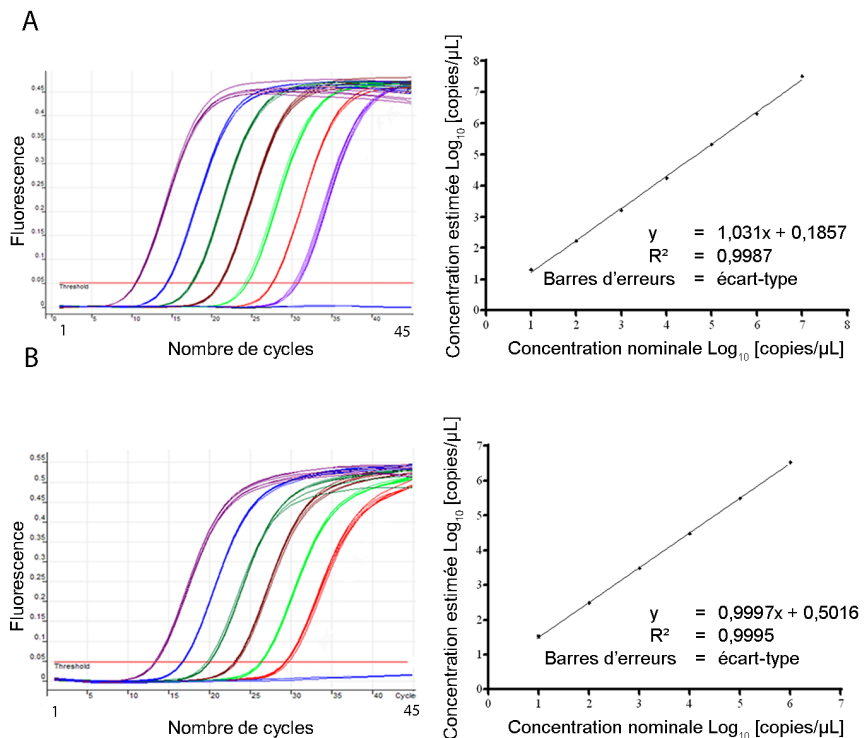 A
Fluorescence
0.45
0.4
0.35
0.3
0.25
0.2
0.15
0.1
0.05
0
Threshold
0 5 10 15 20 25 30 35 40
1 45
Nombre de cycles
Concentration estimée Log10 [copies/µL]
8
7
6
5
4
3
2
1
0
y = 1,031x + 0,1857
R² = 0,9987
Barres d’erreurs = écart-type
0 1 2 3 4 5 6 7 8
Concentration nominale Log10 [copies/µL]
B
Fluorescence
0.55
0.5
0.45
0.4
0.35
0.3
0.25
0.2
0.15
0.1
0.05
0
Threshold
5 10 15 20 25 30 35 40 Cycle
1 45
Nombre de cycles
Concentration estimée Log10 [copies/µL]
7
6
5
4
3
2
1
0
y = 0,9997x + 0,5016
R² = 0,9995
Barres d’erreurs = écart-type
0 1 2 3 4 5 6 7
Concentration nominale Log10 [copies/µL]